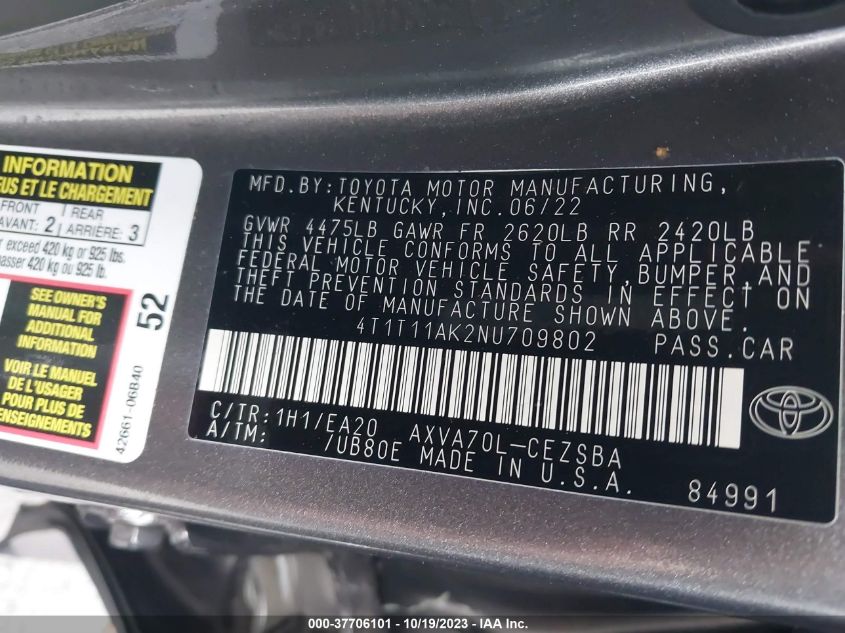 INFORMATION
EUS ET LE CHARGEMENT
FRONT
AVANT: 2
REAR
ARRIÈRE: 3
exceed 420 kg or 925 lbs.
passer 420 kg ou 925 lb.
SEE OWNER'S
MANUAL FOR
ADDITIONAL
INFORMATION
VOIR LE MANUEL
DE L'USAGER
POUR PLUS DE
RENSEIGNEMENTS
52
42661-06B40
MFD.BY:TOYOTA MOTOR MANUFACTURING,
KENTUCKY,INC.06/22
GVWR 4475LB GAWR FR 2620LB RR 2420LB
THIS VEHICLE CONFORMS TO ALL APPLICABLE
FEDERAL MOTOR VEHICLE SAFETY,BUMPER,AND
THEFT PREVENTION STANDARDS IN EFFECT ON
THE DATE OF MANUFACTURE SHOWN ABOVE.
4T1T11AK2NU709802 PASS.CAR
C/TR:1H1/EA20 AXVA70L-CEZSBA
A/TM: /UB80E MADE IN U.S.A.
84991
000-37706101 - 10/19/2023 - IAA Inc.